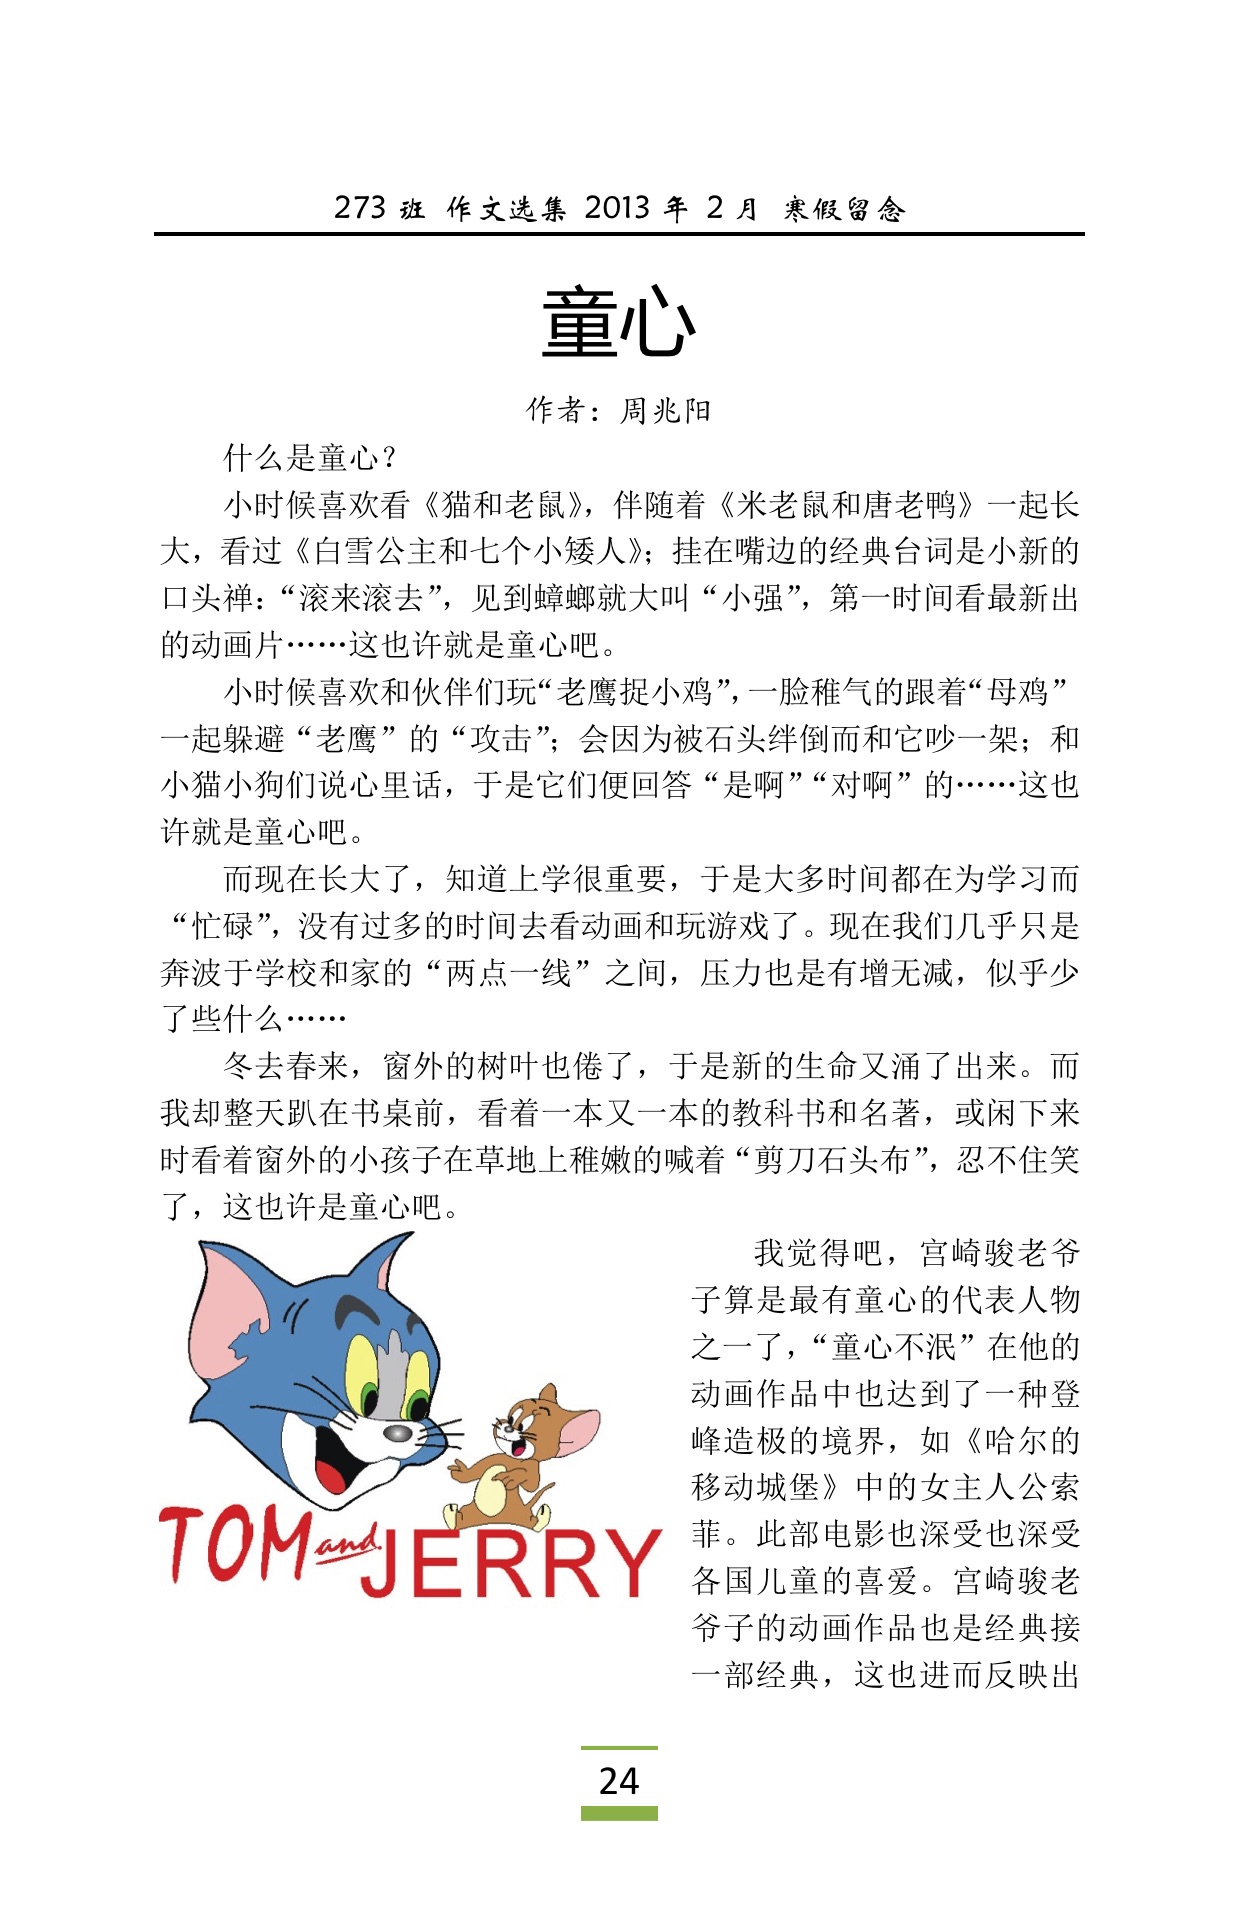 273 班 作文选集 2013 年 2 月 寒假留念
童心
作者：周兆阳
什么是童心？
小时候喜欢看《猫和老鼠》，伴随着《米老鼠和唐老鸭》一起长
大，看过《白雪公主和七个小矮人》；挂在嘴边的经典台词是小新的
口头禅：“滚来滚去”，见到蟑螂就大叫“小强”，第一时间看最新出
的动画片……这也许就是童心吧。
小时候喜欢和伙伴们玩“老鹰捉小鸡”，一脸稚气的跟着“母鸡”
一起躲避“老鹰”的“攻击”；会因为被石头绊倒而和它吵一架；和
小猫小狗们说心里话，于是它们便回答“是啊”“对啊”的……这也
许就是童心吧。
而现在长大了，知道上学很重要，于是大多时间都在为学习而
“忙碌”，没有过多的时间去看动画和玩游戏了。现在我们几乎只是
奔波于学校和家的“两点一线”之间，压力也是有增无减，似乎少
了些什么……
冬去春来，窗外的树叶也倦了，于是新的生命又涌了出来。而
我却整天趴在书桌前，看着一本又一本的教科书和名著，或闲下来
时看着窗外的小孩子在草地上稚嫩的喊着“剪刀石头布”，忍不住笑
了，这也许是童心吧。
我觉得吧，宫崎骏老爷
子算是最有童心的代表人物
之一了，“童心不泯”在他的
动画作品中也达到了一种登
峰造极的境界，如《哈尔的
移动城堡》中的女主人公索
菲。此部电影也深受也深受
各国儿童的喜爱。宫崎骏老
爷子的动画作品也是经典接
一部经典，这也进而反映出
TOM and JERRY
24